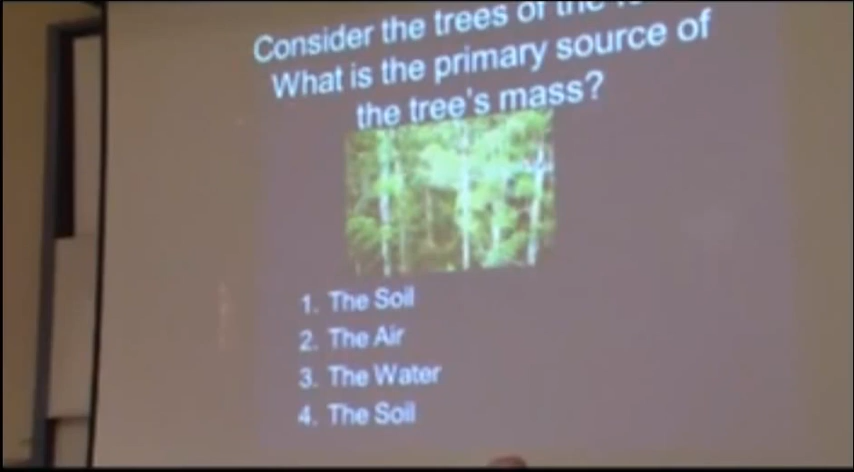 Consider the trees of the
What is the primary source of
the tree's mass?
1. The Soil
2. The Air
3. The Water
4. The Soil